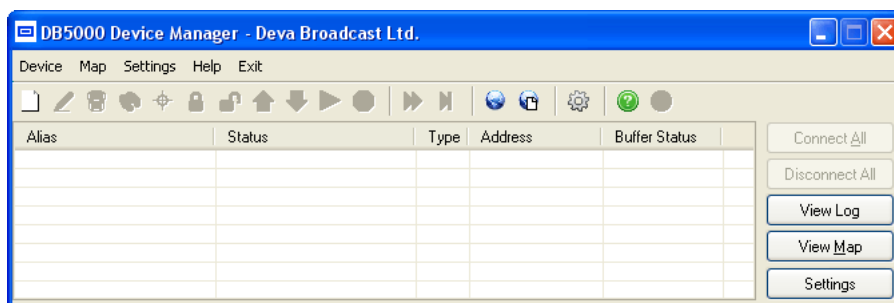 DB5000 Device Manager - Deva Broadcast Ltd.
Device Map Settings Help Exit
Alias Status Type Address Buffer Status
Connect All
Disconnect All
View Log
View Map
Settings